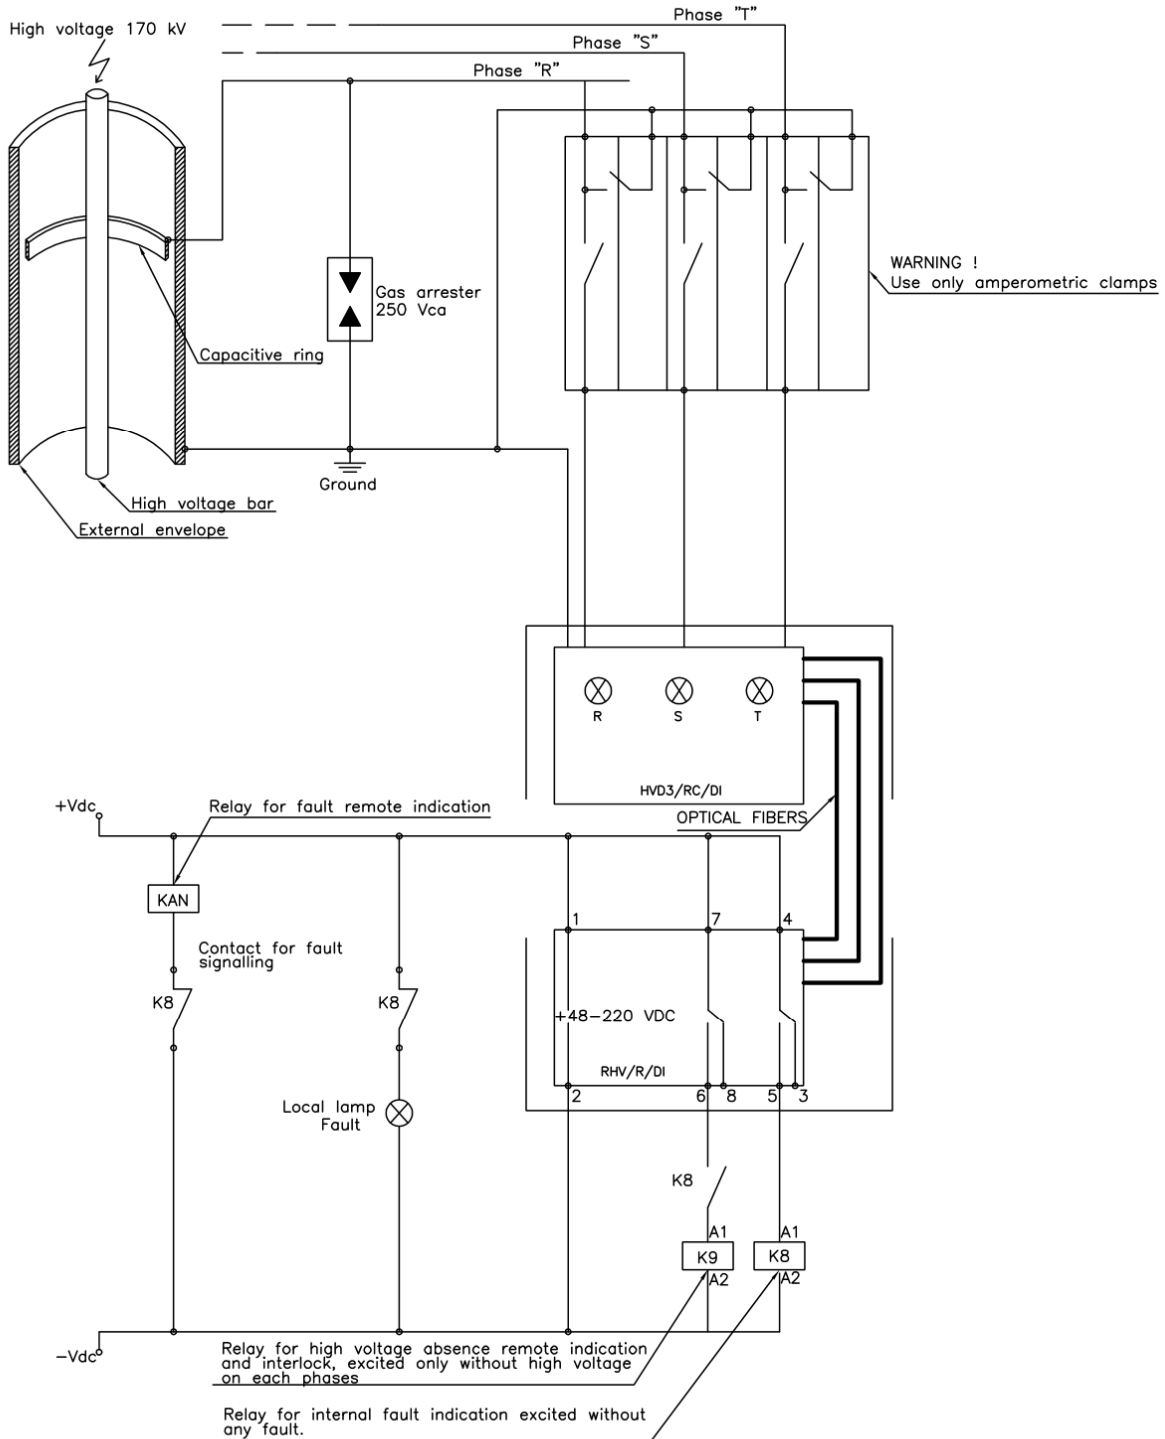 Phase "T"
High voltage 170 kV
Phase "S"
Phase "R"
WARNING !
Use only amperometric clamps
Gas arrester
250 Vca
Capacitive ring
Ground
High voltage bar
External envelope
R S T
HVD3/RC/DI
+Vdc
Relay for fault remote indication
OPTICAL FIBERS
KAN
1 7 4
Contact for fault
signalling
K8 K8
+48-220 VDC
RHV/R/DI
2 6 8 5 3
Local lamp
Fault
K8
A1 A1
K9 K8
A2 A2
-Vdc
Relay for high voltage absence remote indication
and interlock, excited only without high voltage
on each phases
Relay for internal fault indication excited without
any fault.